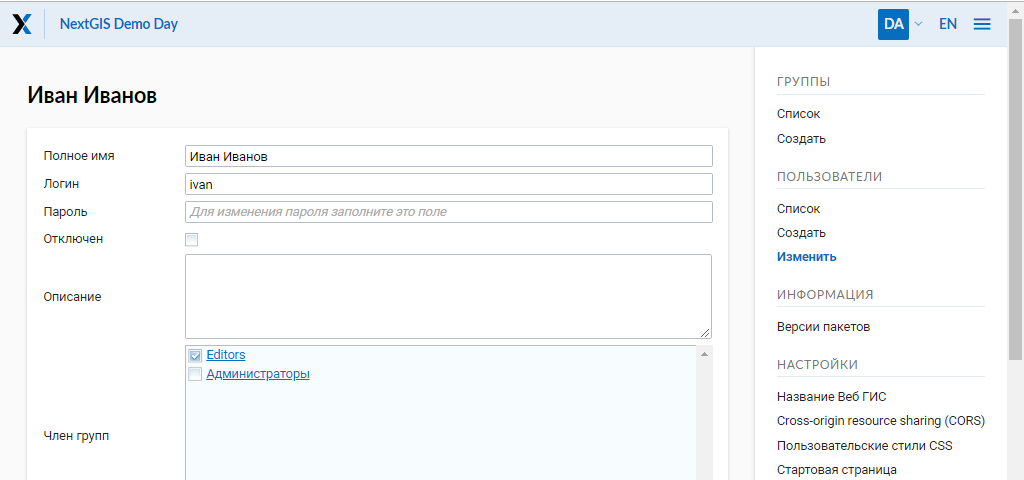 NextGIS Demo Day
DA
EN
Иван Иванов
Полное имя
Иван Иванов
Логин
ivan
Пароль
Для изменения пароля заполните это поле
Отключен
Описание
Член групп
Editors
Администраторы
ГРУППЫ
Список
Создать
ПОЛЬЗОВАТЕЛИ
Список
Создать
Изменить
ИНФОРМАЦИЯ
Версии пакетов
НАСТРОЙКИ
Название Веб ГИС
Cross-origin resource sharing (CORS)
Пользовательские стили CSS
Стартовая страница